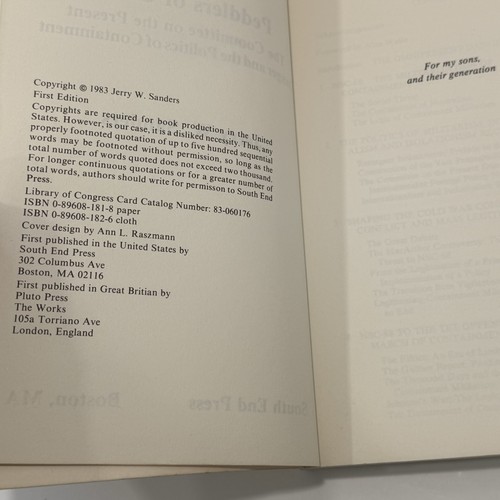 Copyright © 1983 Jerry W. Sanders
First Edition
Copyrights are required for book production in the United
States. However, is our case, it is a disliked necessity. Thus, any
properly footnoted quotation of up to five hundred sequential
words may be footnoted without permission, so long as the
total number of words quoted does not exceed two thousand.
For longer continuous quotations or for a greater number of
total words, authors should write for permisson to South End
Press.
Library of Congress Card Catalog Number: 83-060176
ISBN 0-89608-181-8 paper
ISBN 0-89608-182-6 cloth
Cover design by Ann L. Raszmann
First published in the United States by
South End Press
302 Columbus Ave
Boston, MA 02116
First published in Great Britian by
Pluto Press
The Works
105a Torriano Ave
London, England
For my sons,
and their generation